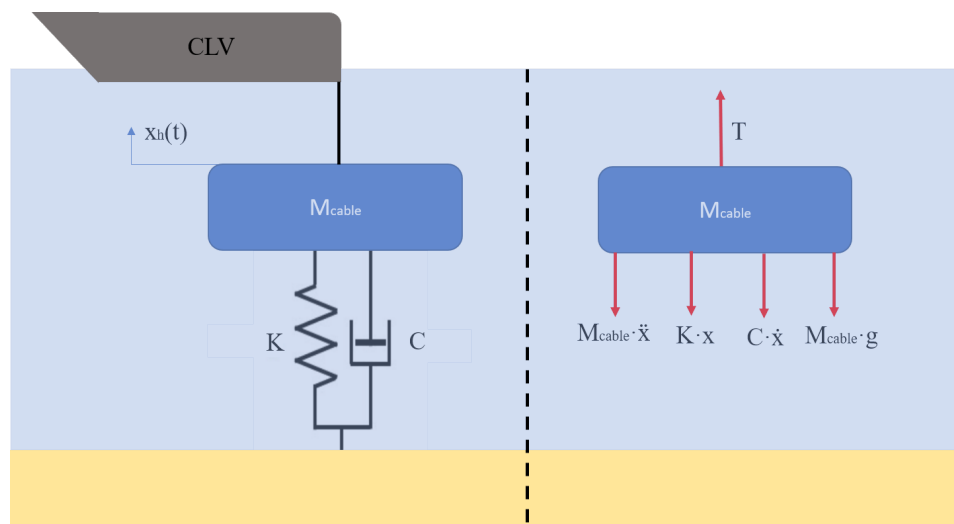 CLV
xh(t)
T
Mcable
Mcable
K
C
Mcable·ẍ
K·x
C·ẋ
Mcable·g